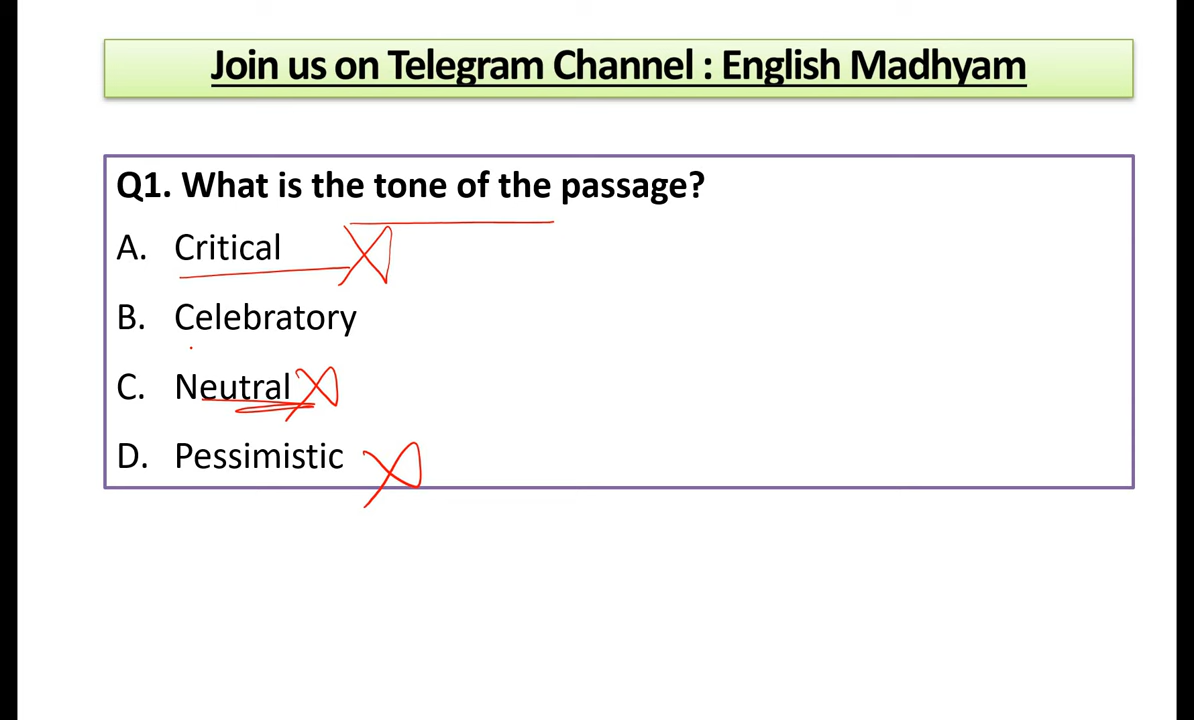 Join us on Telegram Channel : English Madhyam
Q1. What is the tone of the passage?
A. Critical
B. Celebratory
C. Neutral
D. Pessimistic